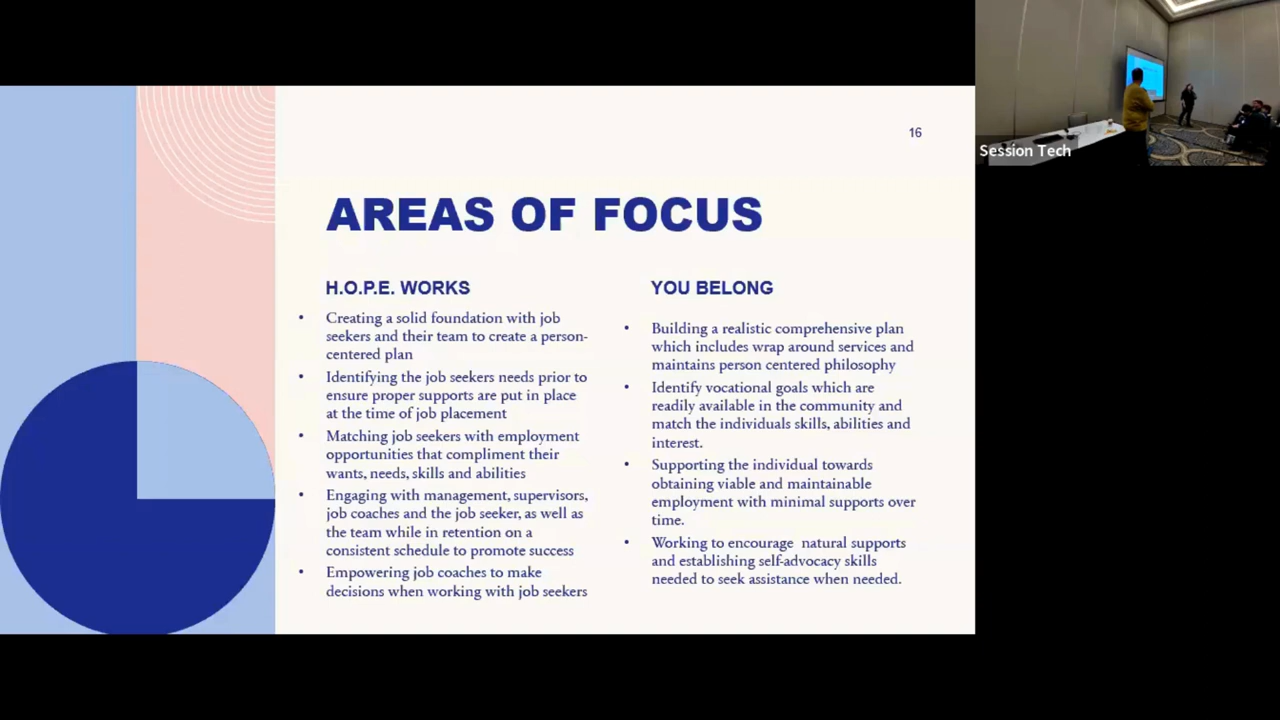 16
AREAS OF FOCUS
H.O.P.E. WORKS
• Creating a solid foundation with job
seekers and their team to create a person-
centered plan
• Identifying the job seekers needs prior to
ensure proper supports are put in place
at the time of job placement
• Matching job seekers with employment
opportunities that compliment their
wants, needs, skills and abilities
• Engaging with management, supervisors,
job coaches and the job seeker, as well as
the team while in retention on a
consistent schedule to promote success
• Empowering job coaches to make
decisions when working with job seekers
YOU BELONG
• Building a realistic comprehensive plan
which includes wrap around services and
maintains person centered philosophy
• Identify vocational goals which are
readily available in the community and
match the individuals skills, abilities and
interest.
• Supporting the individual towards
obtaining viable and maintainable
employment with minimal supports over
time.
• Working to encourage natural supports
and establishing self-advocacy skills
needed to seek assistance when needed.
Session Tech